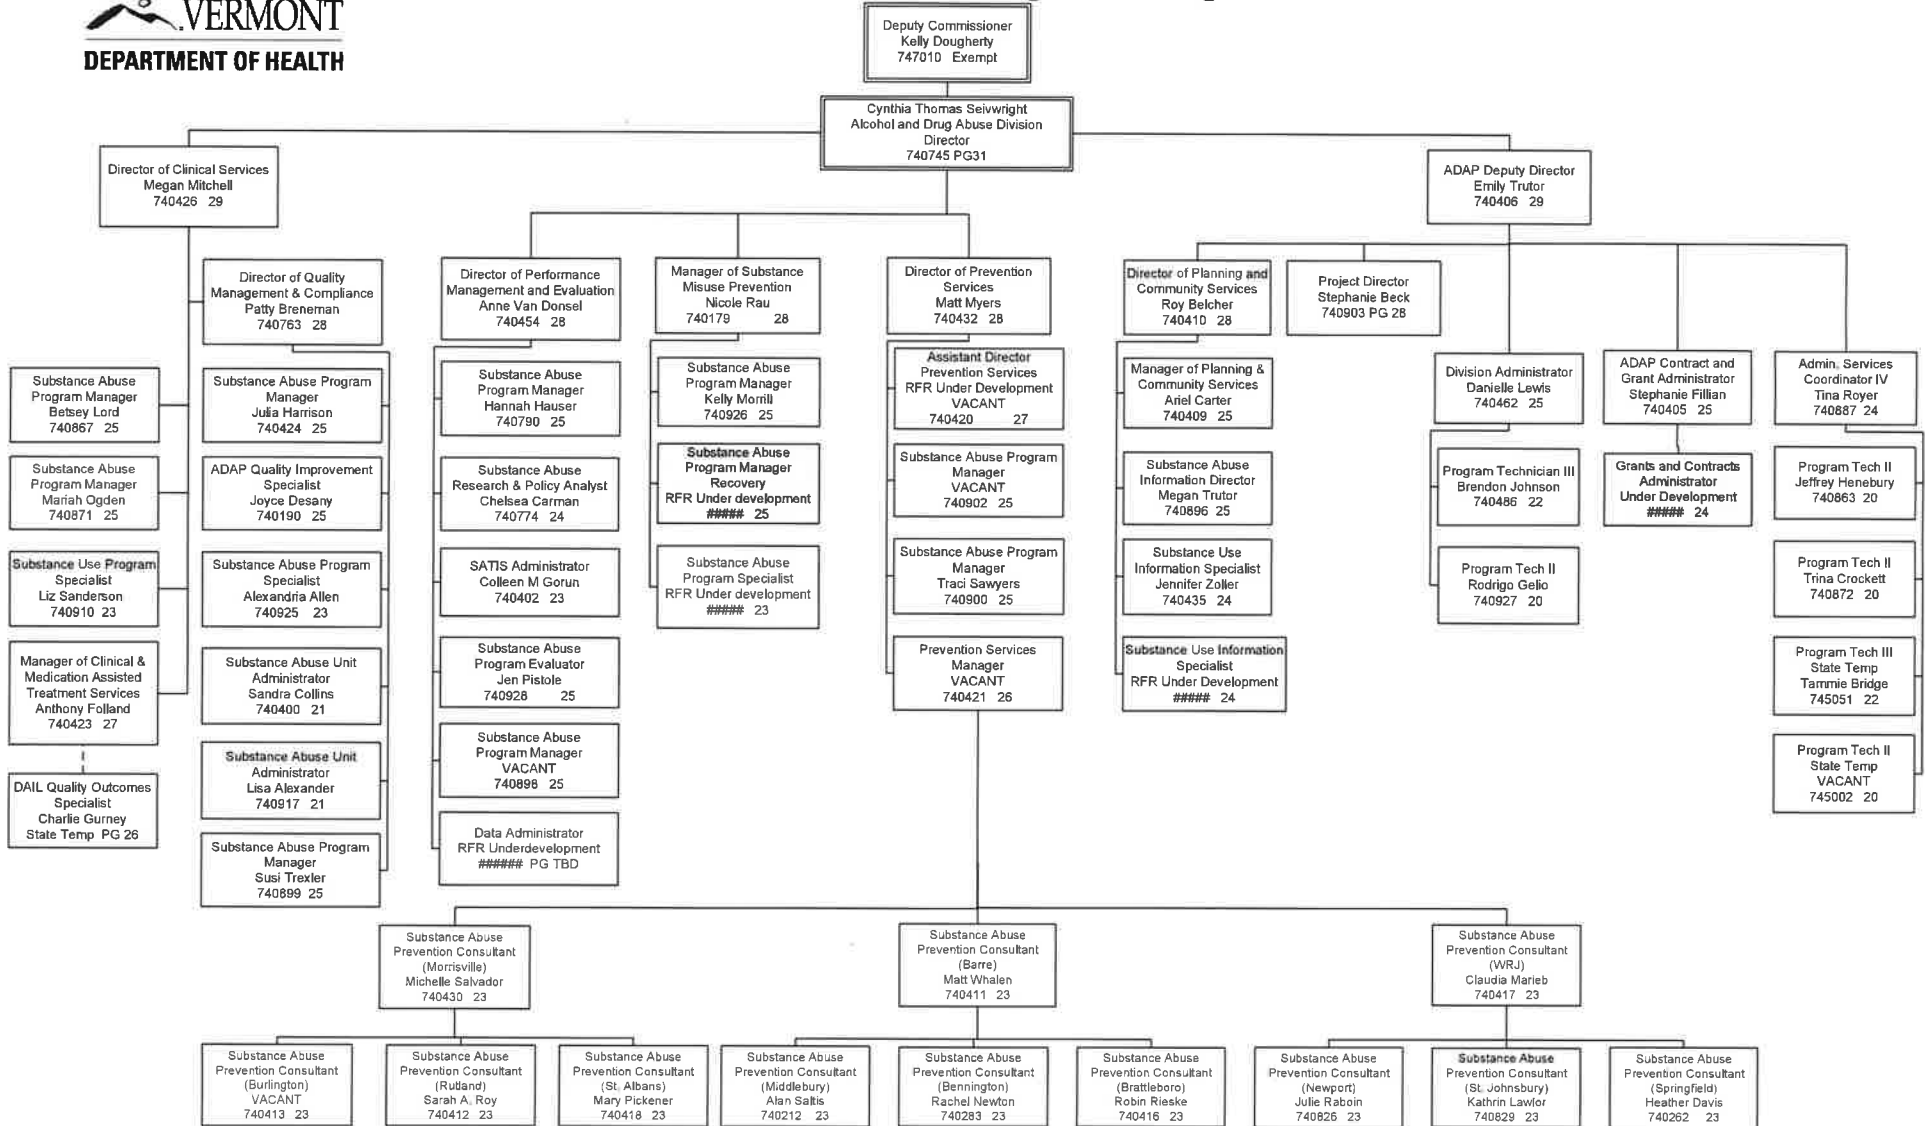 VERMONT
DEPARTMENT OF HEALTH
Deputy Commissioner
Kelly Dougherty
747010 Exempt
Cynthia Thomas Seivwright
Alcohol and Drug Abuse Division
Director
740745 PG31
Director of Clinical Services
Megan Mitchell
740426 29
ADAP Deputy Director
Emily Trutor
740406 29
Director of Quality
Management & Compliance
Patty Breneman
740763 28
Director of Performance
Management and Evaluation
Anne Van Donsel
740454 28
Manager of Substance
Misuse Prevention
Nicole Rau
740179 28
Director of Prevention
Services
Matt Myers
740432 28
Director of Planning and
Community Services
Roy Belcher
740410 28
Project Director
Stephanie Beck
740903 PG 28
Substance Abuse
Program Manager
Betsey Lord
740867 25
Substance Abuse
Program Manager
Mariah Ogden
740871 25
Substance Use Program
Specialist
Liz Sanderson
740910 23
Manager of Clinical &
Medication Assisted
Treatment Services
Anthony Folland
740423 27
DAIL Quality Outcomes
Specialist
Charlie Gurney
State Temp PG 26
Substance Abuse Program
Manager
Julia Harrison
740424 25
ADAP Quality Improvement
Specialist
Joyce Desany
740190 25
Substance Abuse Program
Specialist
Alexandria Allen
740925 23
Substance Abuse Unit
Administrator
Sandra Collins
740400 21
Substance Abuse Unit
Administrator
Lisa Alexander
740917 21
Substance Abuse Program
Manager
Susi Trexler
740899 25
Substance Abuse
Program Manager
Hannah Hauser
740790 25
Substance Abuse
Research & Policy Analyst
Chelsea Carman
740774 24
SATIS Administrator
Colleen M Gorun
740402 23
Substance Abuse
Program Evaluator
Jen Pistole
740928 25
Substance Abuse
Program Manager
VACANT
740898 25
Data Administrator
RFR Underdevelopment
###### PG TBD
Substance Abuse
Program Manager
Kelly Morrill
740926 25
Substance Abuse
Program Manager
Recovery
RFR Under development
##### 25
Substance Abuse
Program Specialist
RFR Under development
##### 23
Assistant Director
Prevention Services
RFR Under Development
VACANT
740420 27
Substance Abuse Program
Manager
VACANT
740902 25
Substance Abuse Program
Manager
Traci Sawyers
740900 25
Prevention Services
Manager
VACANT
740421 26
Manager of Planning &
Community Services
Ariel Carter
740409 25
Substance Abuse
Information Director
Megan Trutor
740896 25
Substance Use
Information Specialist
Jennifer Zoller
740435 24
Substance Use Information
Specialist
RFR Under Development
##### 24
Division Administrator
Danielle Lewis
740462 25
Program Technician III
Brendon Johnson
740486 22
Program Tech II
Rodrigo Gelio
740927 20
ADAP Contract and
Grant Administrator
Stephanie Fillian
740405 25
Grants and Contracts
Administrator
Under Development
##### 24
Admin. Services
Coordinator IV
Tina Royer
740887 24
Program Tech II
Jeffrey Henebury
740863 20
Program Tech II
Trina Crockett
740872 20
Program Tech III
State Temp
Tammie Bridge
745051 22
Program Tech II
State Temp
VACANT
745002 20
Substance Abuse
Prevention Consultant
(Morrisville)
Michelle Salvador
740430 23
Substance Abuse
Prevention Consultant
(Barre)
Matt Whalen
740411 23
Substance Abuse
Prevention Consultant
(WRJ)
Claudia Marieb
740417 23
Substance Abuse
Prevention Consultant
(Burlington)
VACANT
740413 23
Substance Abuse
Prevention Consultant
(Rutland)
Sarah A. Roy
740412 23
Substance Abuse
Prevention Consultant
(St. Albans)
Mary Pickener
740418 23
Substance Abuse
Prevention Consultant
(Middlebury)
Alan Saltis
740212 23
Substance Abuse
Prevention Consultant
(Bennington)
Rachel Newton
740283 23
Substance Abuse
Prevention Consultant
(Brattleboro)
Robin Rieske
740416 23
Substance Abuse
Prevention Consultant
(Newport)
Julie Raboin
740826 23
Substance Abuse
Prevention Consultant
(St. Johnsbury)
Kathrin Lawlor
740829 23
Substance Abuse
Prevention Consultant
(Springfield)
Heather Davis
740262 23